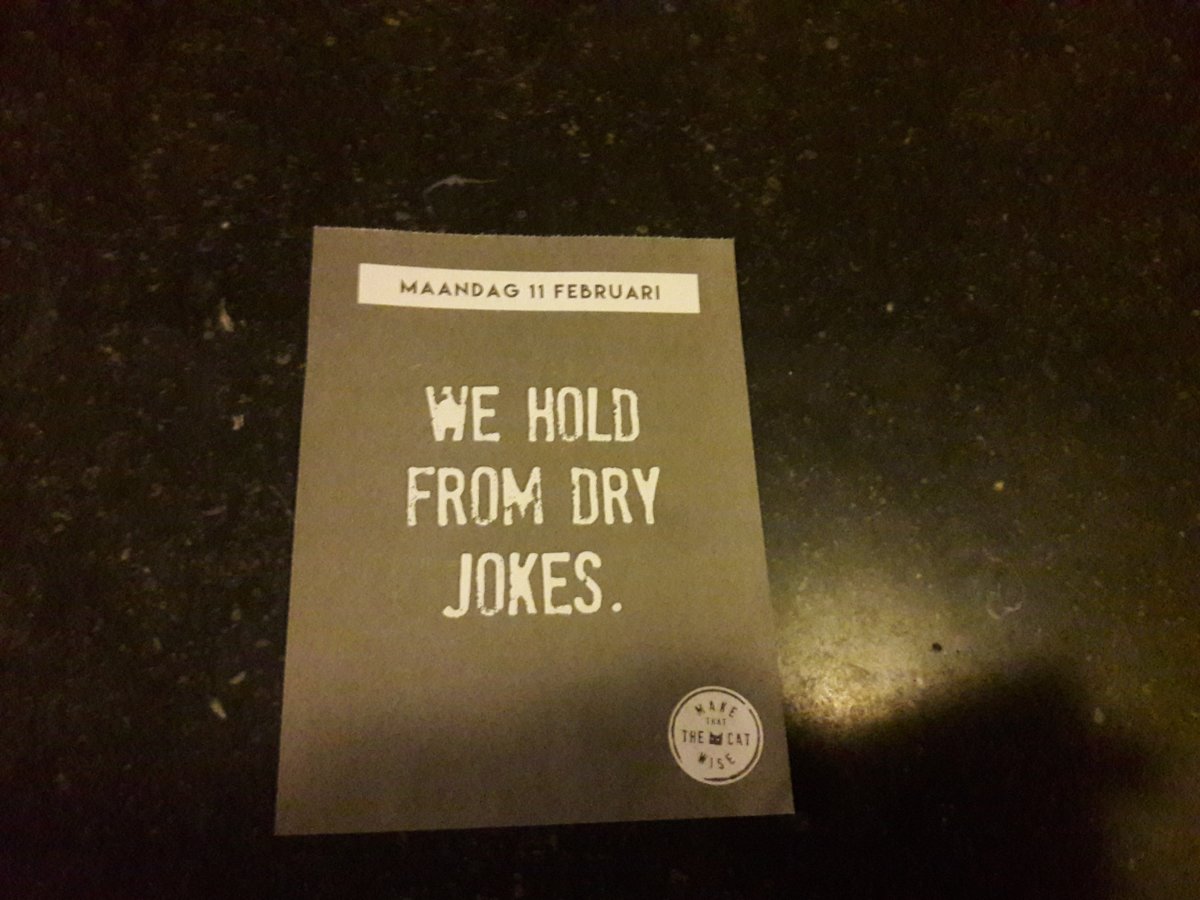 MAANDAG 11 FEBRUARI
WE HOLD
FROM DRY
JOKES.
MAKE
THAT
THE CAT
WISE